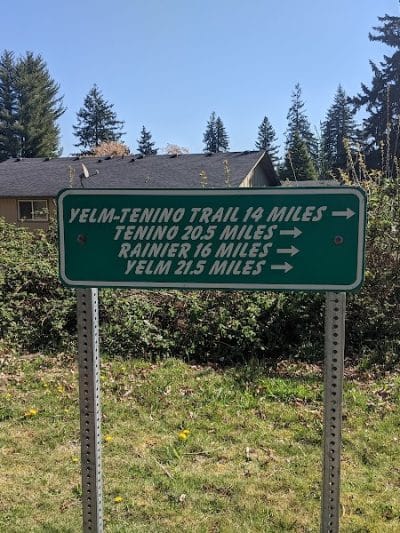 YELM-TENINO TRAIL 14 MILES →
TENINO 20.5 MILES →
RAINIER 16 MILES →
YELM 21.5 MILES →